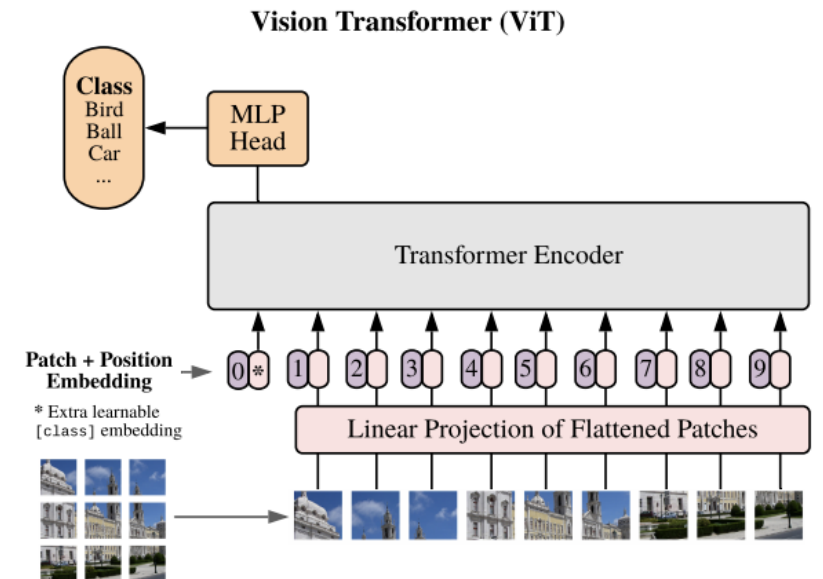 Vision Transformer (ViT)
Class
Bird
Ball
Car
...
MLP
Head
Transformer Encoder
Patch + Position
Embedding
0 * 1 2 3 4 5 6 7 8 9
* Extra learnable
[class] embedding
Linear Projection of Flattened Patches